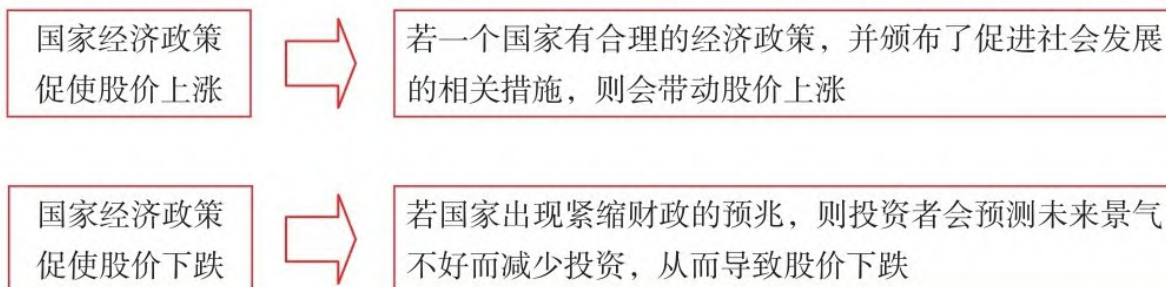 国家经济政策
促使股价上涨
若一个国家有合理的经济政策，并颁布了促进社会发展
的相关措施，则会带动股价上涨
国家经济政策
促使股价下跌
若国家出现紧缩财政的预兆，则投资者会预测未来景气
不好而减少投资，从而导致股价下跌